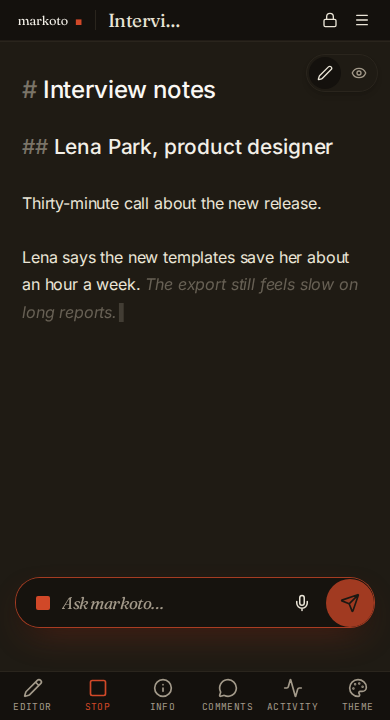 markoto
Intervi...
# Interview notes
## Lena Park, product designer
Thirty-minute call about the new release.
Lena says the new templates save her about
an hour a week. The export still feels slow on
long reports.
Ask markoto...
EDITOR
STOP
INFO
COMMENTS
ACTIVITY
THEME